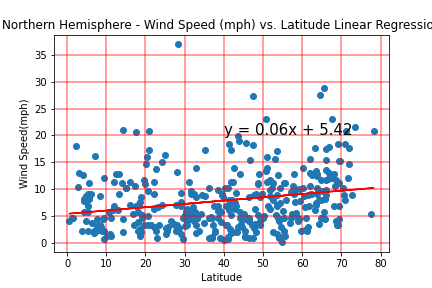 Northern Hemisphere - Wind Speed (mph) vs. Latitude Linear Regressio
Wind Speed(mph)
35
30
25
20
15
10
5
0
y = 0.06x + 5.42
0 10 20 30 40 50 60 70 80
Latitude